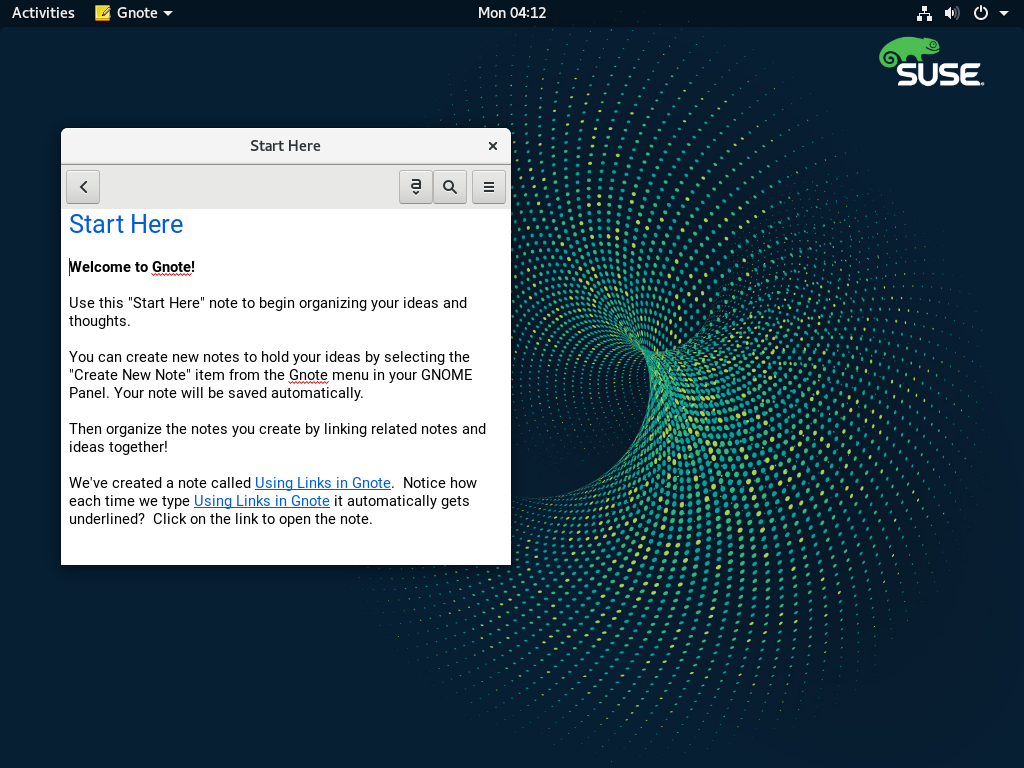 Activities Gnote Mon 04:12
SUSE
Start Here
Start Here
Welcome to Gnote!
Use this "Start Here" note to begin organizing your ideas and
thoughts.
You can create new notes to hold your ideas by selecting the
"Create New Note" item from the Gnote menu in your GNOME
Panel. Your note will be saved automatically.
Then organize the notes you create by linking related notes and
ideas together!
We've created a note called Using Links in Gnote.  Notice how
each time we type Using Links in Gnote it automatically gets
underlined?  Click on the link to open the note.